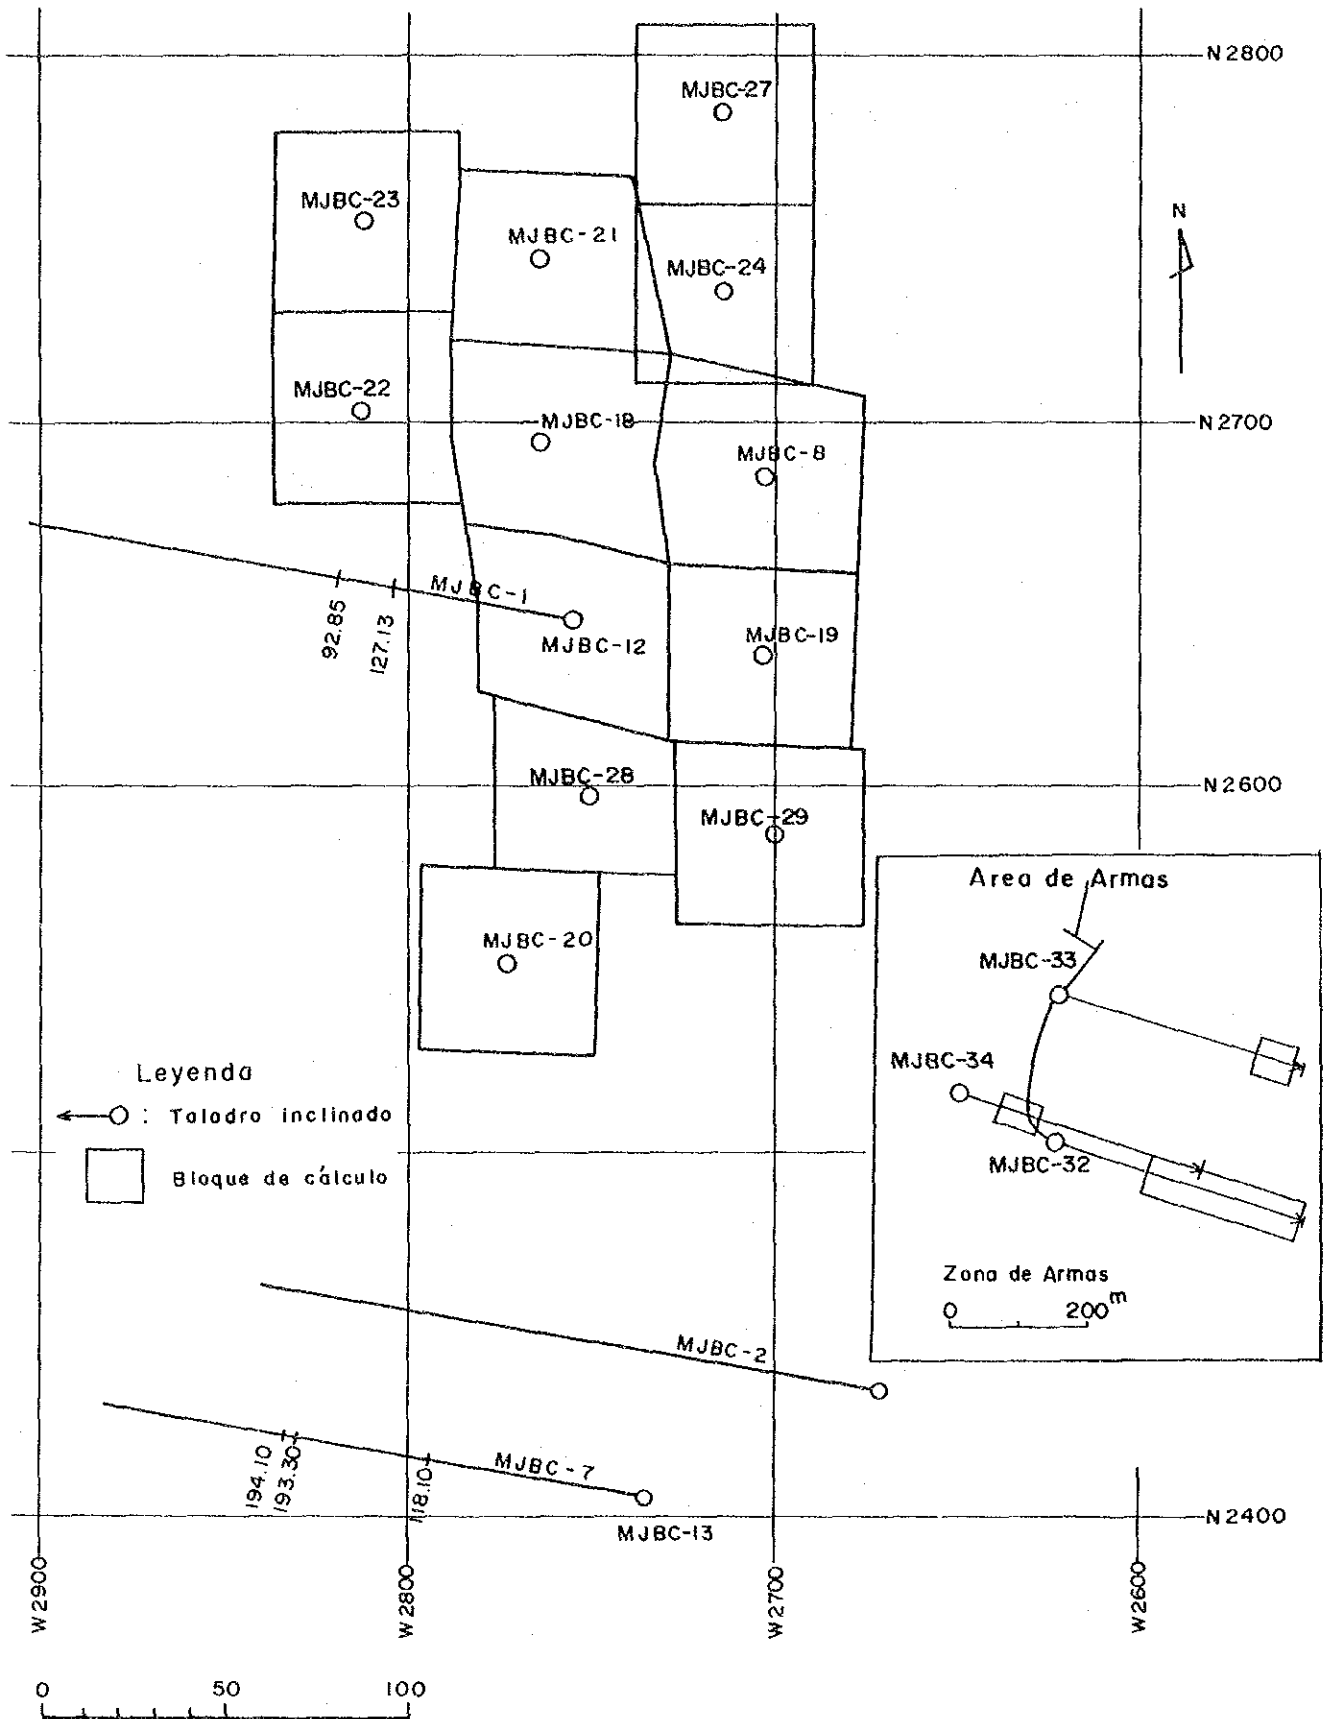 N 2800
MJBC-27
MJBC-23
MJBC-21
MJBC-24
N
MJBC-22
MJBC-18
N 2700
MJBC-8
MJBC-1
92.85
127.13
MJBC-12
MJBC-19
MJBC-28
N 2600
MJBC-29
MJBC-20
Area de Armas
MJBC-33
MJBC-34
MJBC-32
Zona de Armas
0 200 m
Leyenda
: Taladro inclinado
Bloque de cálculo
MJBC-2
194.10
193.30
118.10
MJBC-7
MJBC-13
N 2400
W 2900
W 2800
W 2700
W 2600
0 50 100